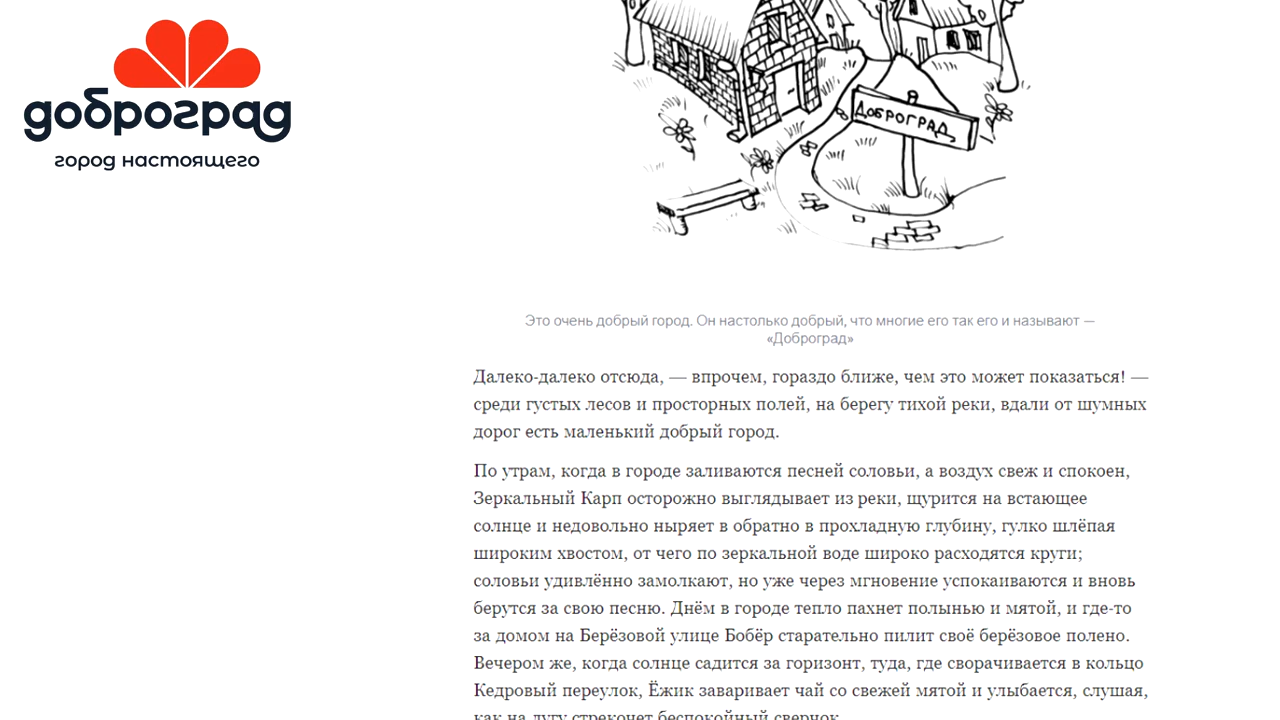 доброград
город настоящего
ДОБРОГРАД
Это очень добрый город. Он настолько добрый, что многие его так его и называют —
«Доброград»
Далеко-далеко отсюда, — впрочем, гораздо ближе, чем это может показаться! —
среди густых лесов и просторных полей, на берегу тихой реки, вдали от шумных
дорог есть маленький добрый город.
По утрам, когда в городе заливаются песней соловьи, а воздух свеж и спокоен,
Зеркальный Карп осторожно выглядывает из реки, щурится на встающее
солнце и недовольно ныряет в обратно в прохладную глубину, гулко шлёпая
широким хвостом, от чего по зеркальной воде широко расходятся круги;
соловьи удивлённо замолкают, но уже через мгновение успокаиваются и вновь
берутся за свою песню. Днём в городе тепло пахнет полынью и мятой, и где-то
за домом на Берёзовой улице Бобёр старательно пилит своё берёзовое полено.
Вечером же, когда солнце садится за горизонт, туда, где сворачивается в кольцо
Кедровый переулок, Ёжик заваривает чай со свежей мятой и улыбается, слушая,
как на лугу стрекочет беспокойный сверчок.